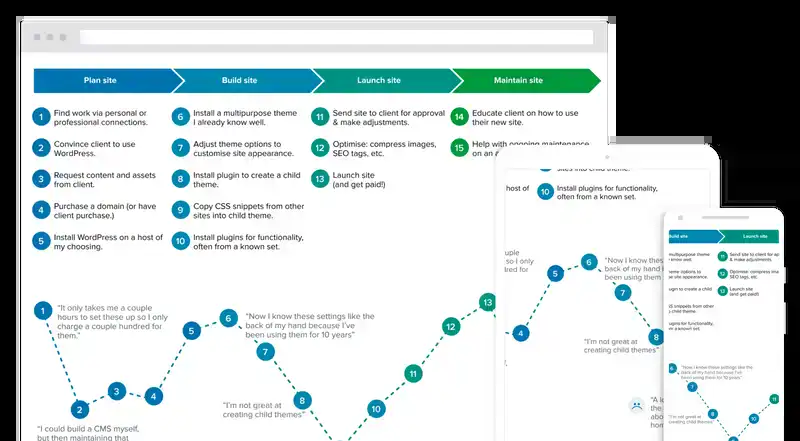 Plan site
Build site
Launch site
Maintain site
1 Find work via personal or
professional connections.
2 Convince client to use
WordPress.
3 Request content and assets
from client.
4 Purchase a domain (or have
client purchase.)
5 Install WordPress on a host of
my choosing.
6 Install a multipurpose theme
I already know well.
7 Adjust theme options to
customise site appearance.
8 Install plugin to create a child
theme.
9 Copy CSS snippets from other
sites into child theme.
10 Install plugins for functionality,
often from a known set.
11 Send site to client for approval
& make adjustments.
12 Optimise: compress images,
SEO tags, etc.
13 Launch site
(and get paid!)
14 Educate client on how to use
their new site.
15 Help with ongoing maintenance
on an a
1
"It only takes me a couple
hours to set these up so I only
charge a couple hundred for
them."
2
3
4
5
6
"Now I know these settings like the
back of my hand because I've
been using them for 10 years"
7
8
"I'm not great at
creating child themes"
10
11
12
13
"I could build a CMS myself,
but then maintaining that
sites into child theme.
host of
10 Install plugins for functionality,
often from a known set.
ouple
so I only
red for
4
5
6
"Now I know these
back of my hand
been using them
7
8
"I'm not great at
creating child themes"
"A le
the
abo
hom
Build site
Launch site
multipurpose theme
know well.
heme options to
se site appearance.
plugin to create a child
SS snippets from other
o child theme.
ugins for functionality,
om a known set.
11 Send site to client for ap
& make adjustments.
12 Optimise: compress ima
SEO tags, etc.
13 Launch site
(and get paid!)
6
"Now I know these settings like the
back of my hand because I've
been using them for 10 years"
7
8
"I'm not great at
creating child themes"
10
11